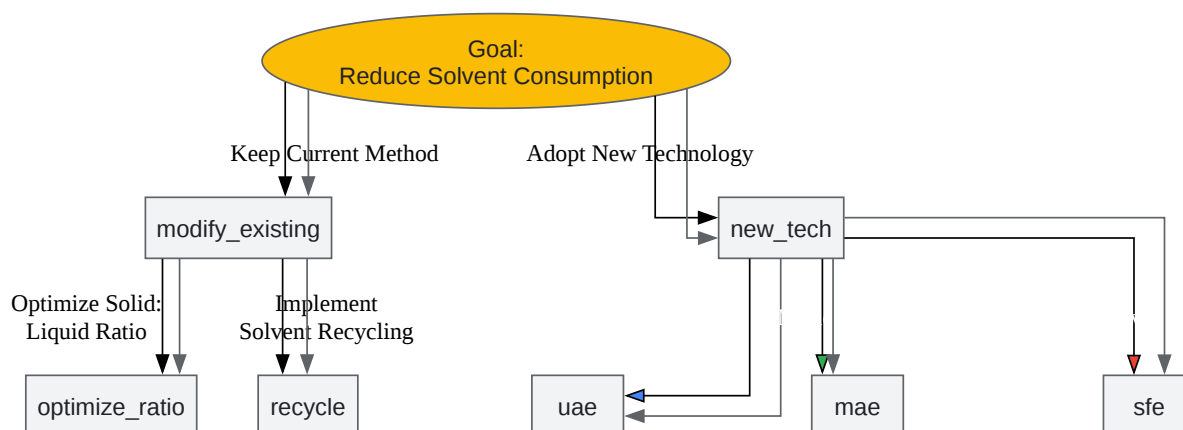 Goal:
Reduce Solvent Consumption
Keep Current Method
Adopt New Technology
modify_existing
new_tech
Optimize Solid:
Liquid Ratio
Implement
Solvent Recycling
optimize_ratio
recycle
uae
mae
sfe